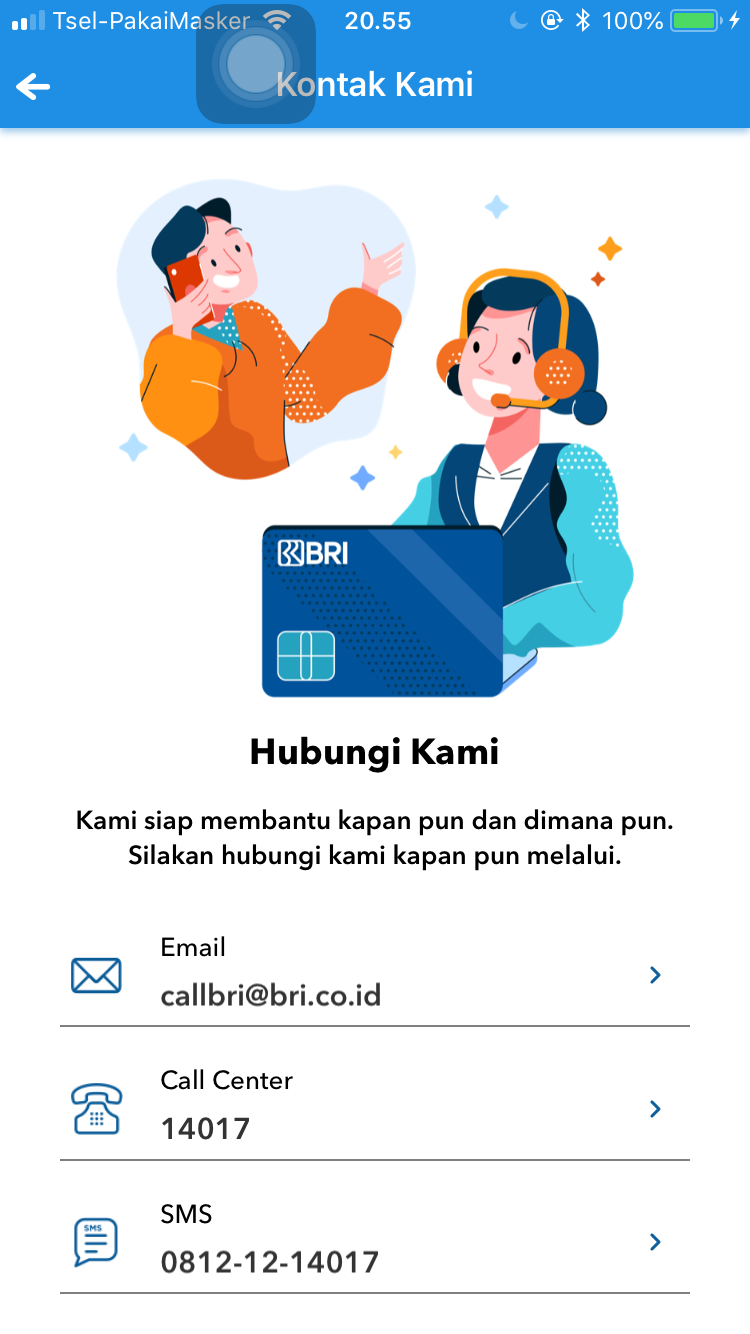 Tsel-PakaiMasker 20.55 100%
Kontak Kami
BRI
Hubungi Kami
Kami siap membantu kapan pun dan dimana pun.
Silakan hubungi kami kapan pun melalui.
Email
callbri@bri.co.id
Call Center
14017
SMS
SMS
0812-12-14017